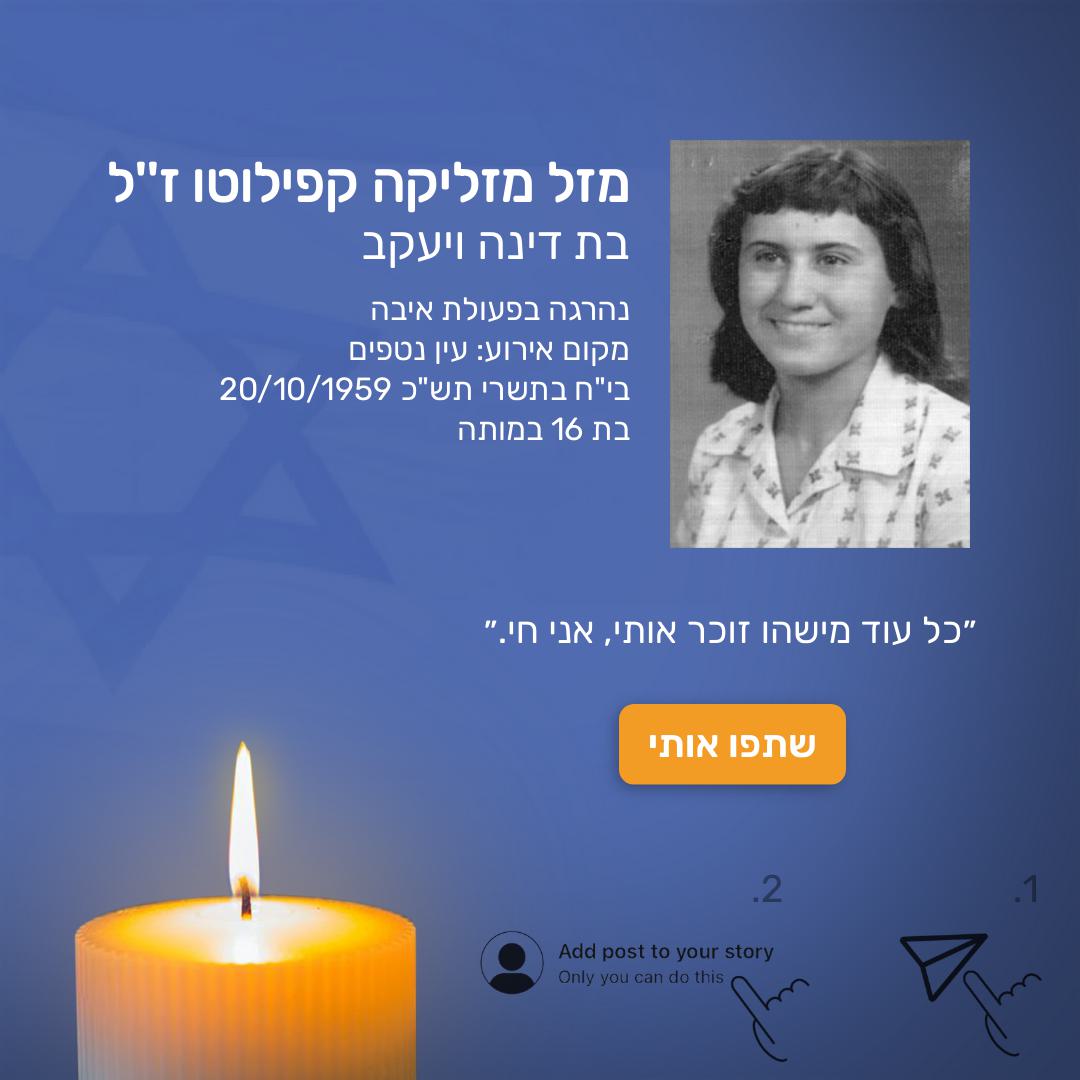 מזל מזליקה קפילוטו ז"ל
בת דינה ויעקב
נהרגה בפעולת איבה
מקום אירוע: עין נטפים
בי"ח בתשרי תש"כ 20/10/1959
בת 16 במותה
״כל עוד מישהו זוכר אותי, אני חי.״
שתפו אותי
1.
2.
Add post to your story
Only you can do this